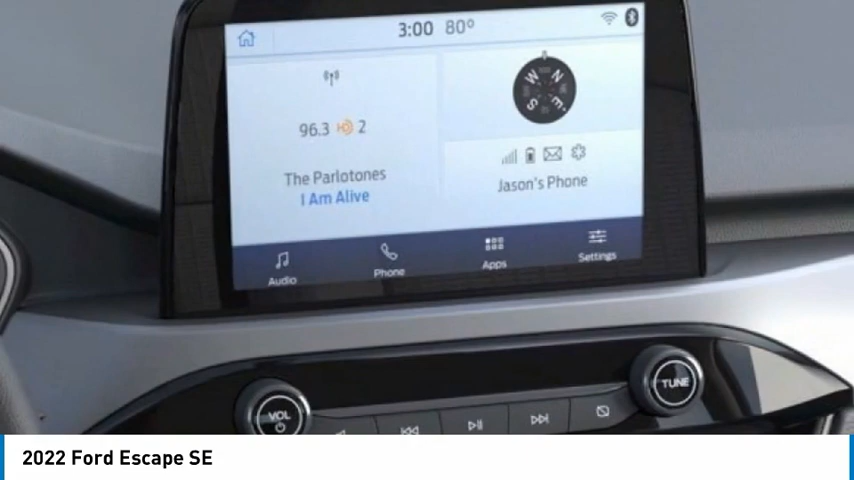 3:00 80°
96.3 2
The Parlotones
I Am Alive
W N S E
Jason's Phone
Audio
Phone
Apps
Settings
VOL
TUNE
2022 Ford Escape SE